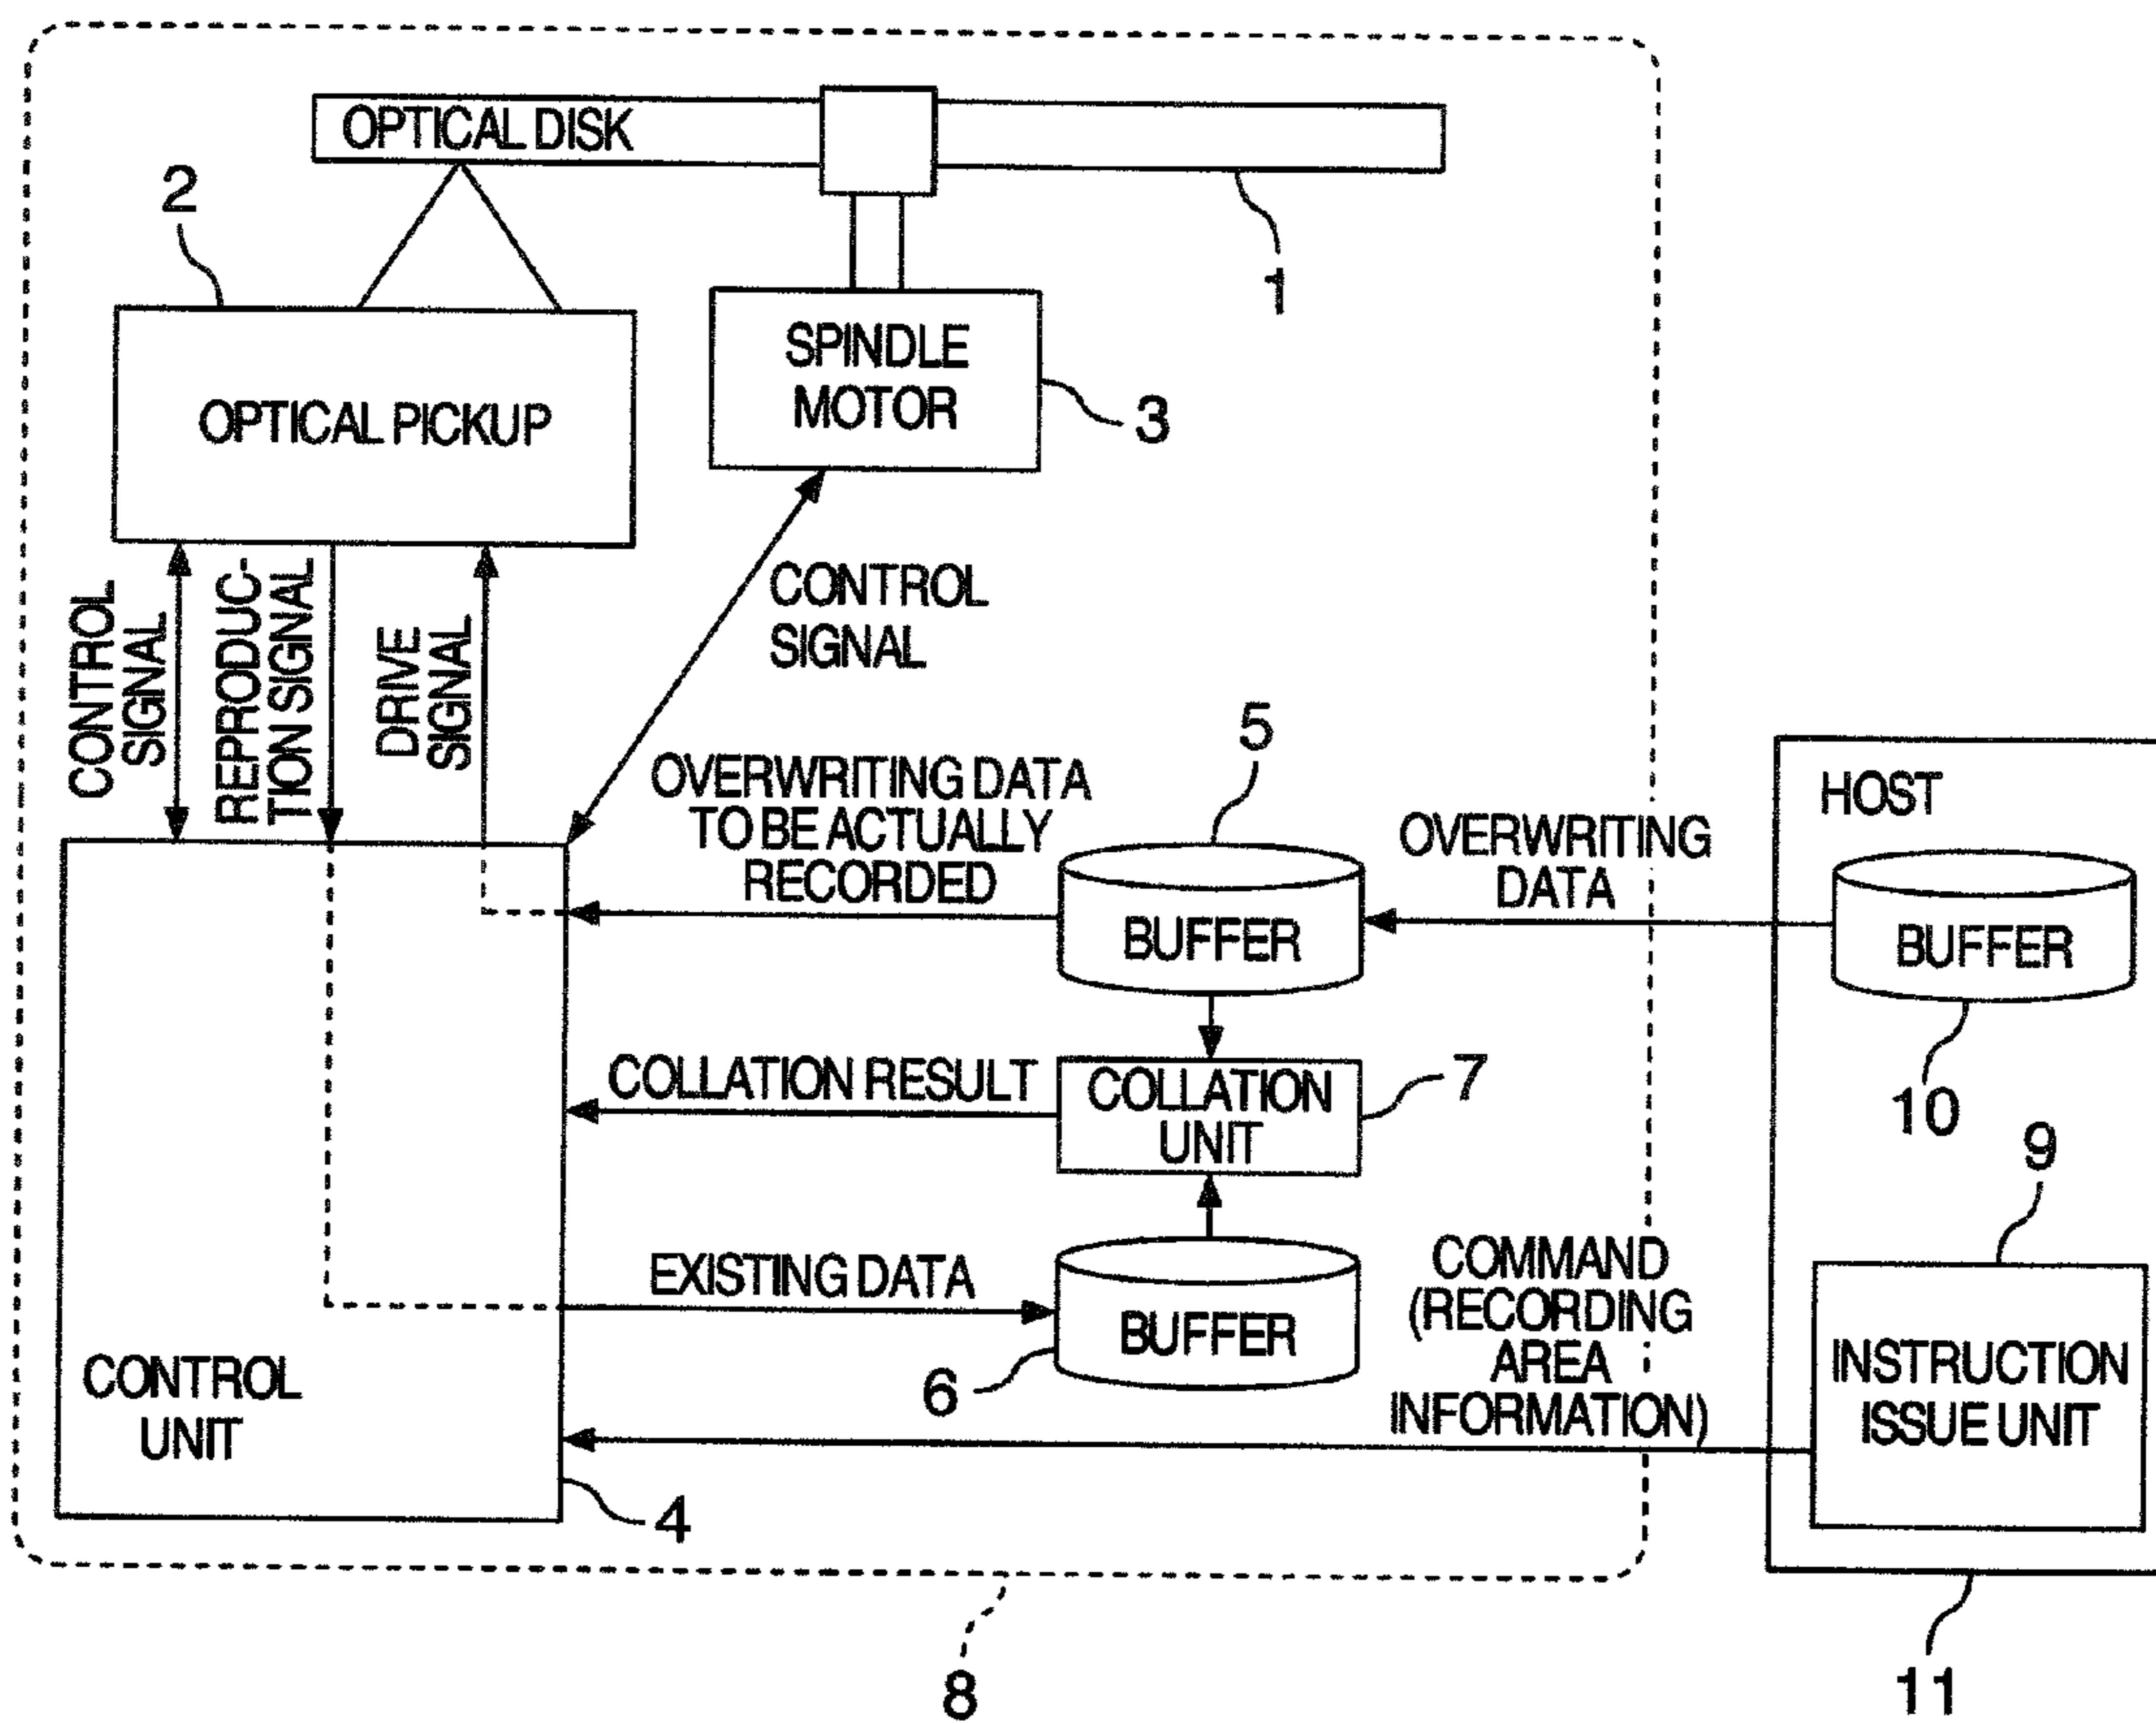 OPTICAL DISK
2
1
SPINDLE
MOTOR
3
OPTICAL PICKUP
CONTROL
SIGNAL
REPRODUC-
TION SIGNAL
DRIVE
SIGNAL
CONTROL
SIGNAL
5
OVERWRITING DATA
TO BE ACTUALLY
RECORDED
OVERWRITING
DATA
HOST
BUFFER
BUFFER
10
COLLATION RESULT
COLLATION
UNIT
7
9
EXISTING DATA
BUFFER
6
COMMAND
(RECORDING
AREA
INFORMATION)
INSTRUCTION
ISSUE UNIT
CONTROL
UNIT
4
8
11